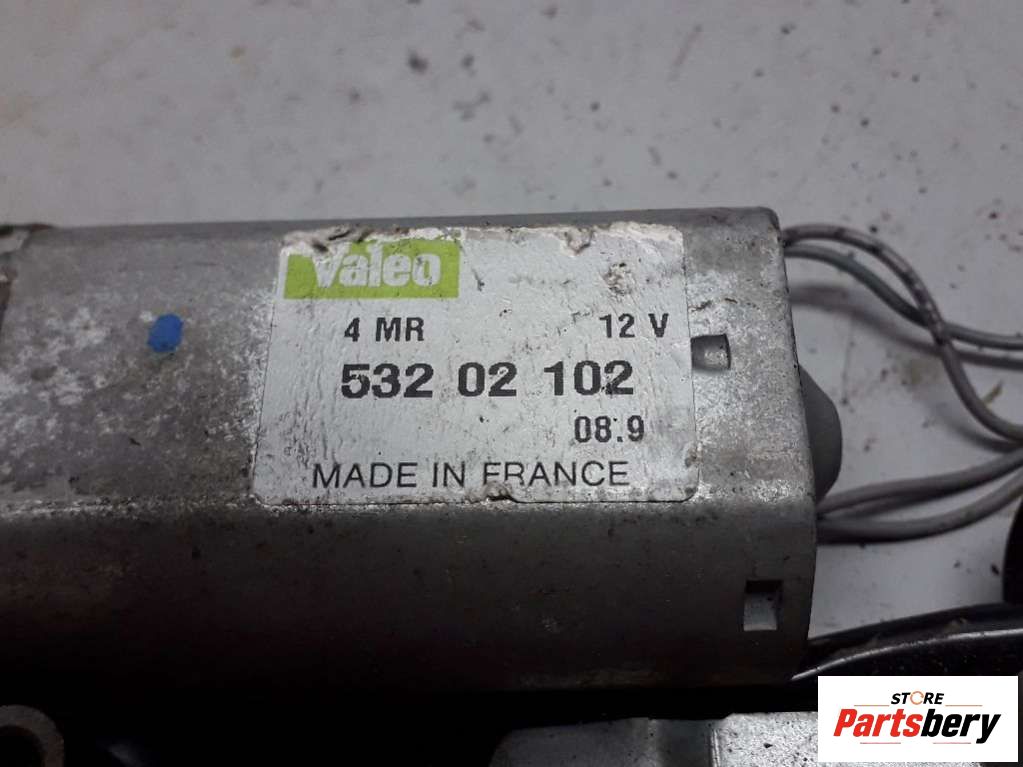 Valeo
4 MR 12 V
532 02 102
08.9
MADE IN FRANCE
STORE
Partsbery